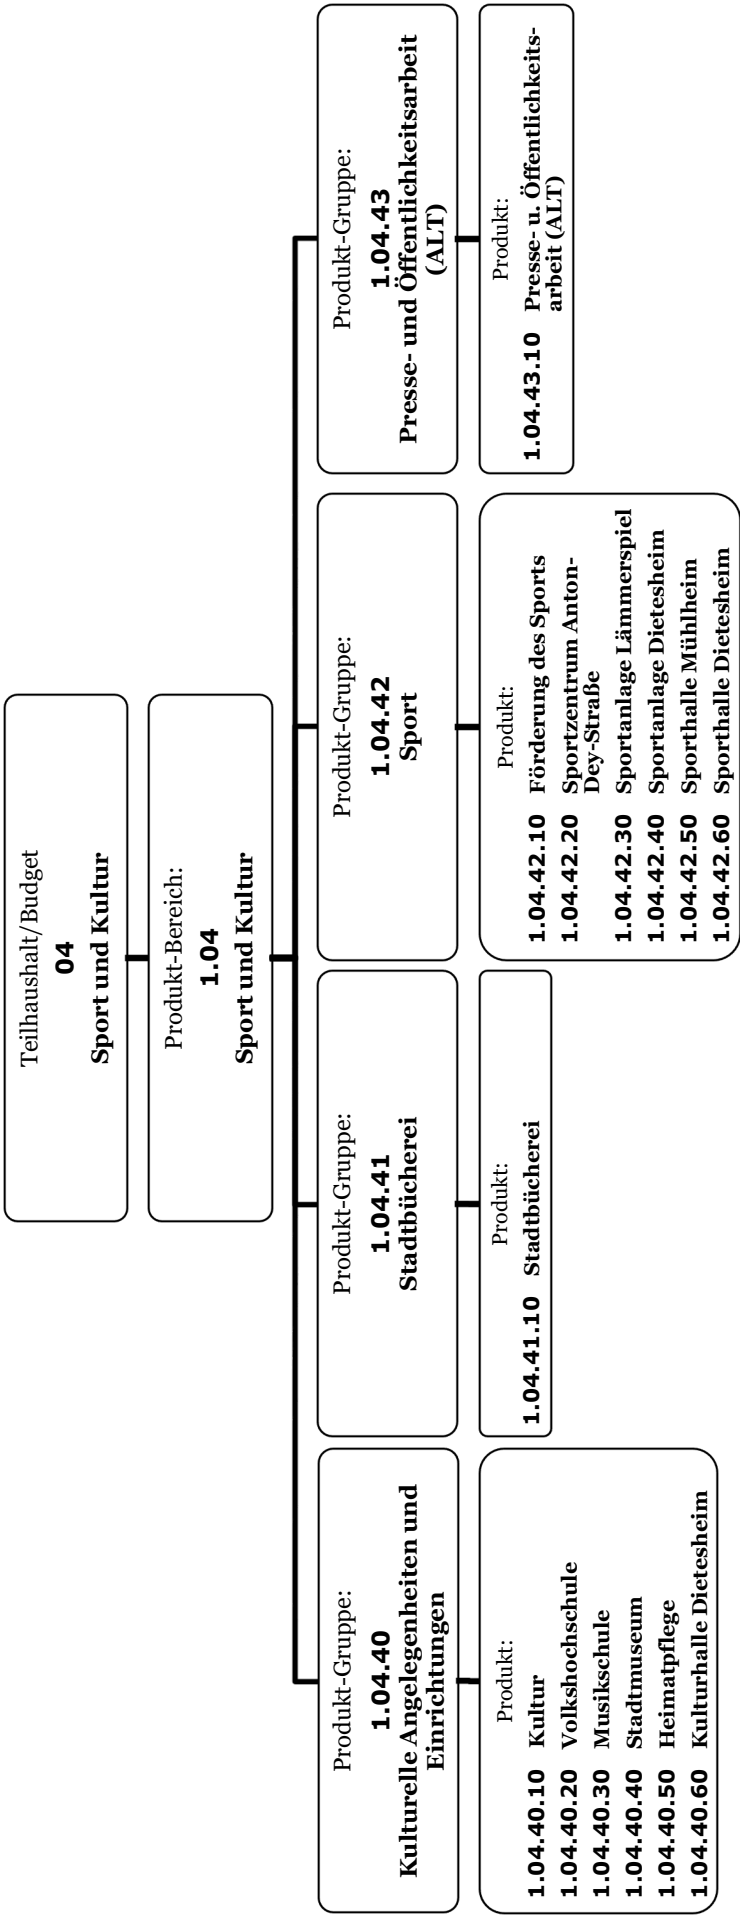 Teilhaushalt/Budget
04
Sport und Kultur
Produkt-Bereich:
1.04
Sport und Kultur
Produkt-Gruppe:
1.04.40
Kulturelle Angelegenheiten und
Einrichtungen
Produkt:
1.04.40.10 Kultur
1.04.40.20 Volkshochschule
1.04.40.30 Musikschule
1.04.40.40 Stadtmuseum
1.04.40.50 Heimatpflege
1.04.40.60 Kulturhalle Dietesheim
Produkt-Gruppe:
1.04.41
Stadtbücherei
Produkt:
1.04.41.10 Stadtbücherei
Produkt-Gruppe:
1.04.42
Sport
Produkt:
1.04.42.10 Förderung des Sports
1.04.42.20 Sportzentrum Anton-
Dey-Straße
1.04.42.30 Sportanlage Lämmerspiel
1.04.42.40 Sportanlage Dietesheim
1.04.42.50 Sporthalle Mühlheim
1.04.42.60 Sporthalle Dietesheim
Produkt-Gruppe:
1.04.43
Presse- und Öffentlichkeitsarbeit
(ALT)
Produkt:
1.04.43.10 Presse- u. Öffentlichkeits-
arbeit (ALT)